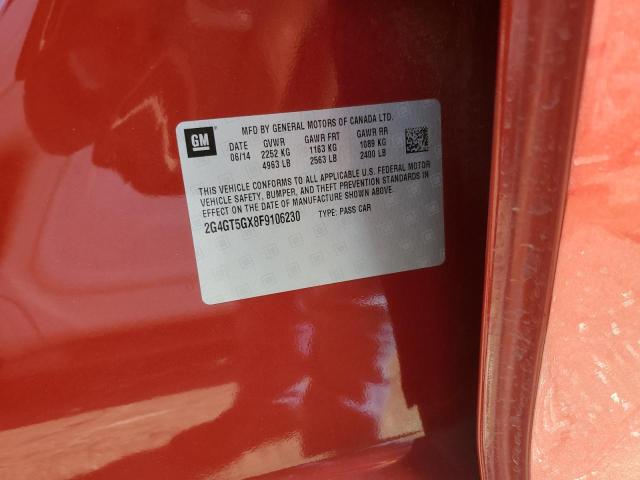 GM
MFD BY GENERAL MOTORS OF CANADA LTD.
DATE GVWR GAWR FRT GAWR RR
06/14 2252 KG 1163 KG 1089 KG
4963 LB 2563 LB 2400 LB
THIS VEHICLE CONFORMS TO ALL APPLICABLE U.S. FEDERAL MOTOR
VEHICLE SAFETY, BUMPER, AND THEFT PREVENTION STANDARDS IN
EFFECT ON THE DATE OF MANUFACTURE SHOWN ABOVE.
2G4GT5GX8F9106230 TYPE: PASS CAR